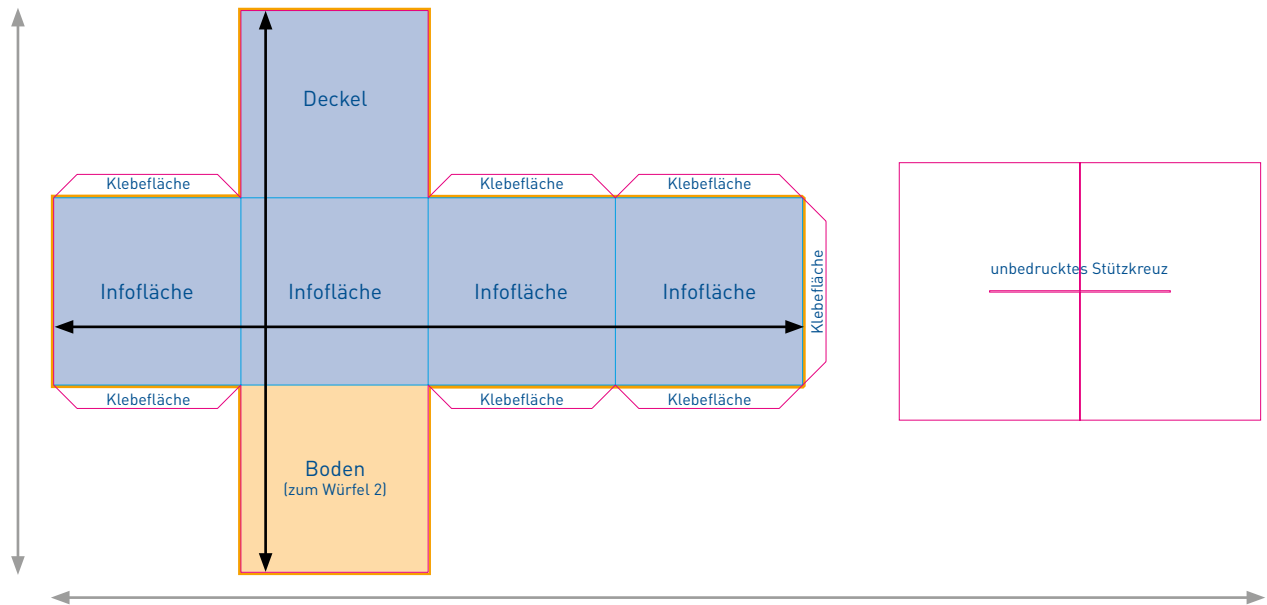 Deckel
Klebefläche
Klebefläche
Klebefläche
Infofläche
Infofläche
Infofläche
Infofläche
Klebefläche
unbedrucktes Stützkreuz
Klebefläche
Klebefläche
Klebefläche
Boden
(zum Würfel 2)